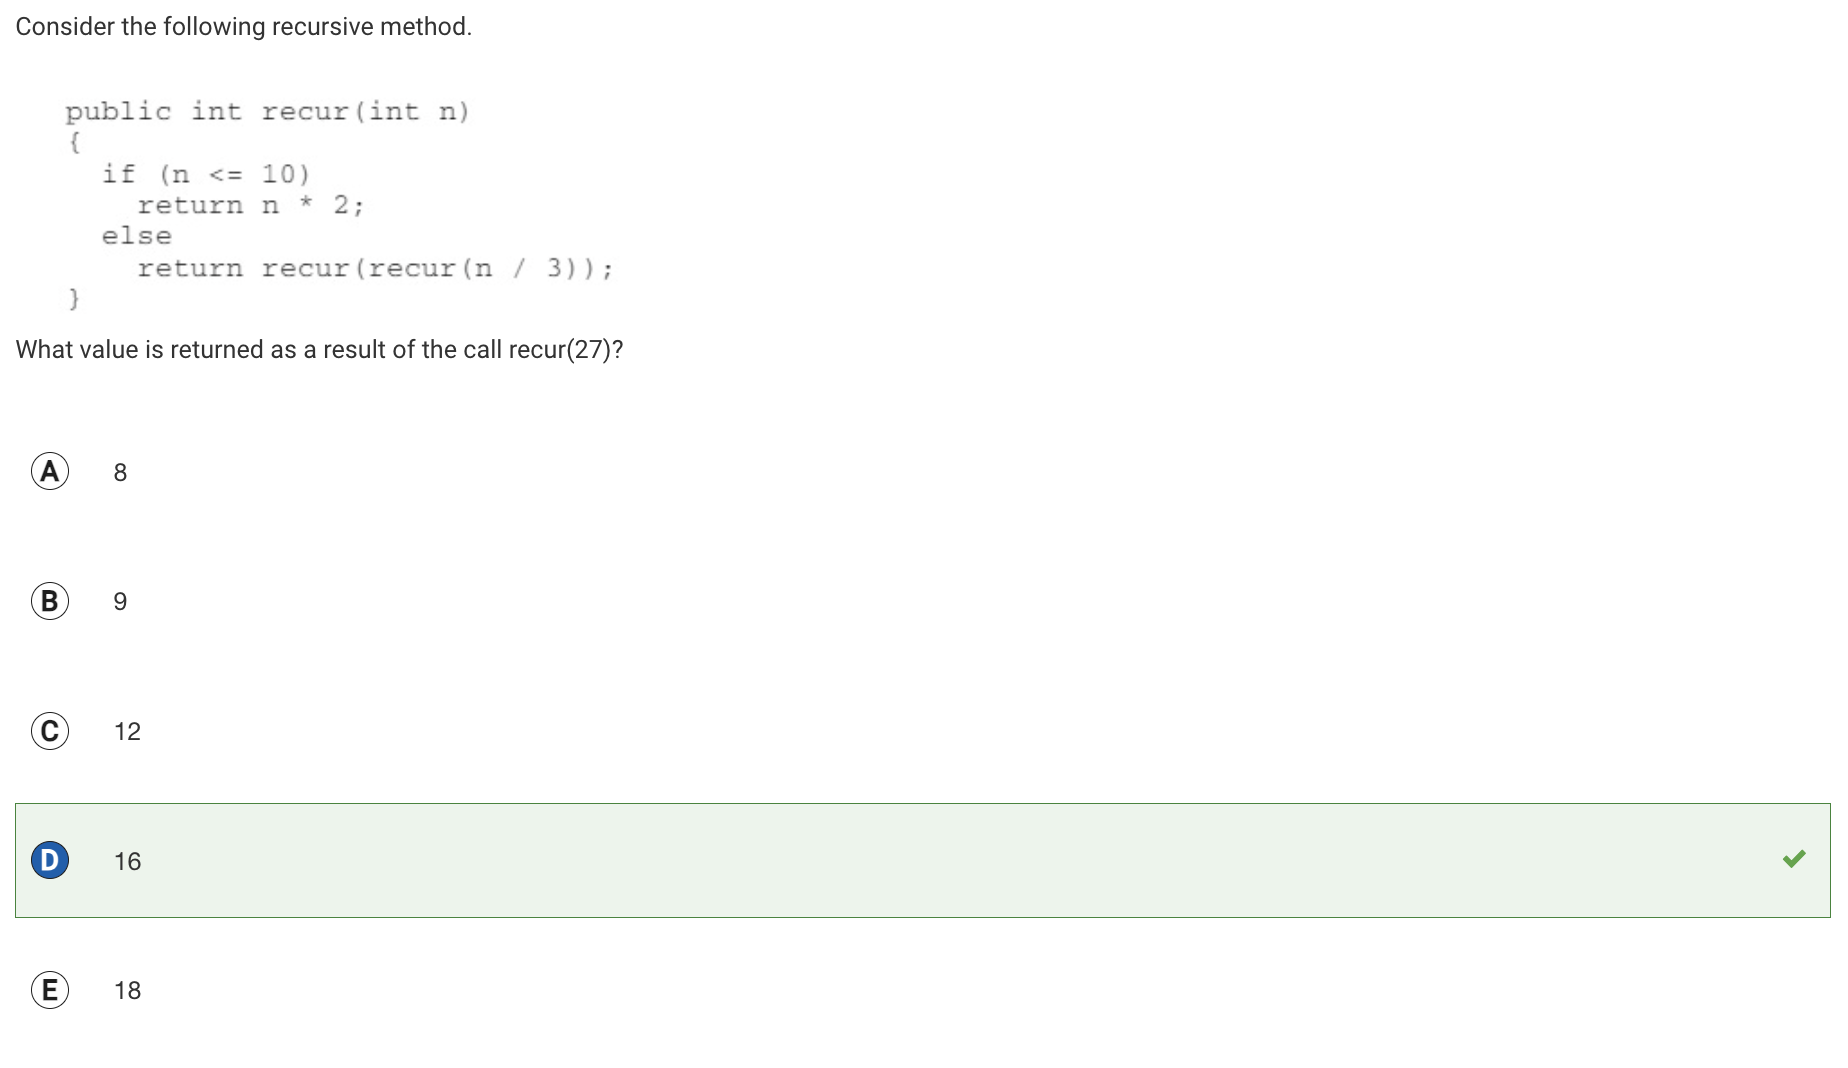 Consider the following recursive method.
public int recur(int n)
{
  if (n <= 10)
    return n * 2;
  else
    return recur(recur(n / 3));
}
What value is returned as a result of the call recur(27)?
A 8
B 9
C 12
D 16
E 18